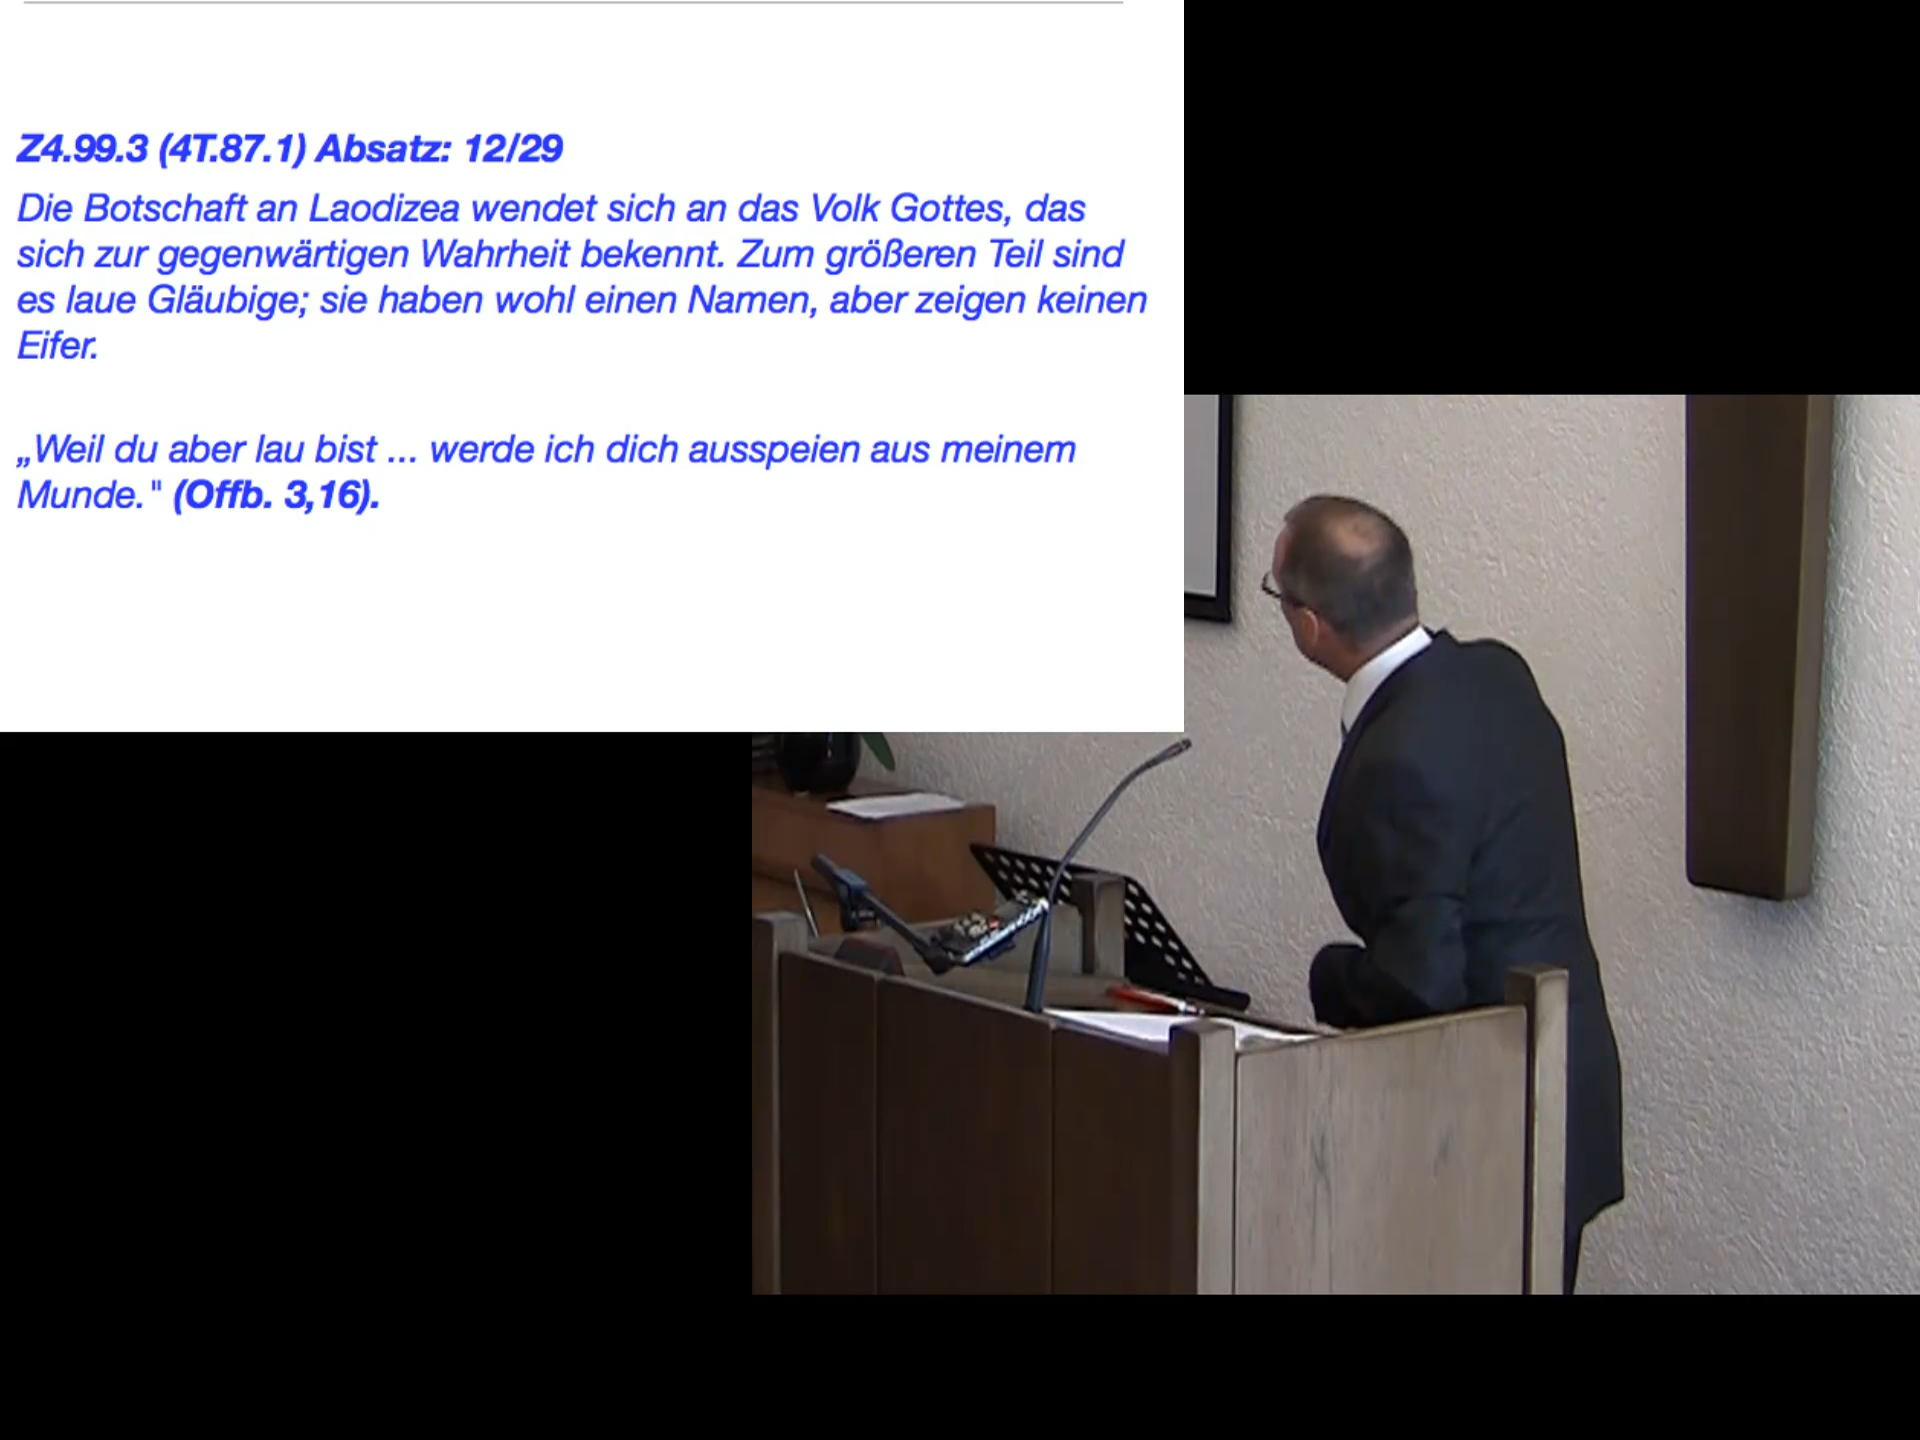 Z4.99.3 (4T.87.1) Absatz: 12/29
Die Botschaft an Laodizea wendet sich an das Volk Gottes, das
sich zur gegenwärtigen Wahrheit bekennt. Zum größeren Teil sind
es laue Gläubige; sie haben wohl einen Namen, aber zeigen keinen
Eifer.
„Weil du aber lau bist ... werde ich dich ausspeien aus meinem
Munde." (Offb. 3,16).